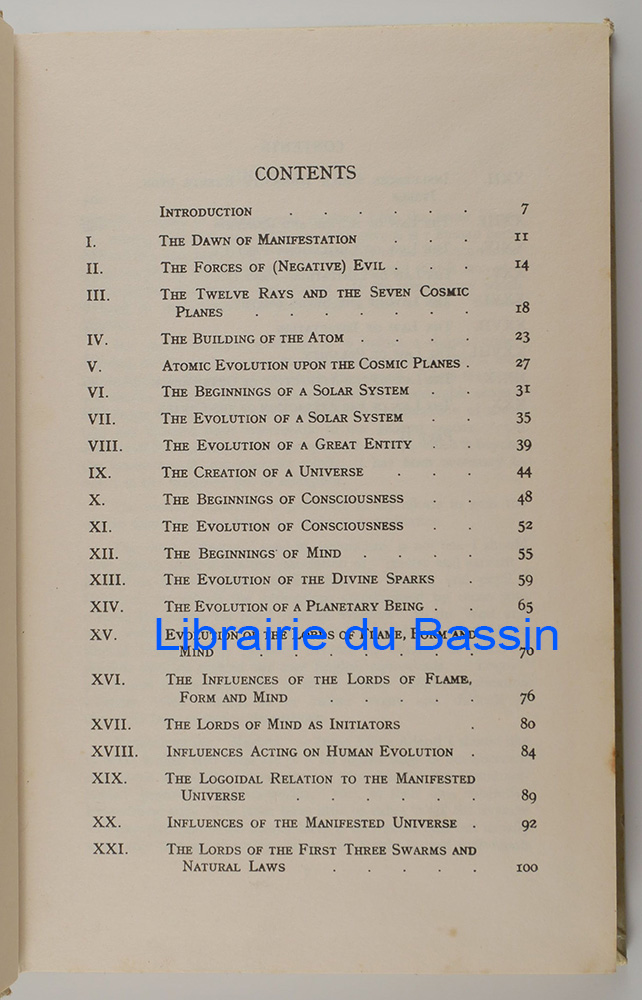 CONTENTS
INTRODUCTION . . . . . . 7
I. THE DAWN OF MANIFESTATION . . . 11
II. THE FORCES OF (NEGATIVE) EVIL . . . 14
III. THE TWELVE RAYS AND THE SEVEN COSMIC
PLANES . . . . . . . 18
IV. THE BUILDING OF THE ATOM . . . . 23
V. ATOMIC EVOLUTION UPON THE COSMIC PLANES . 27
VI. THE BEGINNINGS OF A SOLAR SYSTEM . . 31
VII. THE EVOLUTION OF A SOLAR SYSTEM . . 35
VIII. THE EVOLUTION OF A GREAT ENTITY . . 39
IX. THE CREATION OF A UNIVERSE . . . 44
X. THE BEGINNINGS OF CONSCIOUSNESS . . 48
XI. THE EVOLUTION OF CONSCIOUSNESS . . 52
XII. THE BEGINNINGS OF MIND . . . . 55
XIII. THE EVOLUTION OF THE DIVINE SPARKS . 59
XIV. THE EVOLUTION OF A PLANETARY BEING . . 65
XV. EVOLUTION OF THE LORDS OF FLAME, FORM AND
Librairie du Bassin
MIND . . . . . . . 70
XVI. THE INFLUENCES OF THE LORDS OF FLAME,
FORM AND MIND . . . . . 76
XVII. THE LORDS OF MIND AS INITIATORS . 80
XVIII. INFLUENCES ACTING ON HUMAN EVOLUTION . 84
XIX. THE LOGOIDAL RELATION TO THE MANIFESTED
UNIVERSE . . . . . . 89
XX. INFLUENCES OF THE MANIFESTED UNIVERSE . 92
XXI. THE LORDS OF THE FIRST THREE SWARMS AND
NATURAL LAWS . . . . . 100